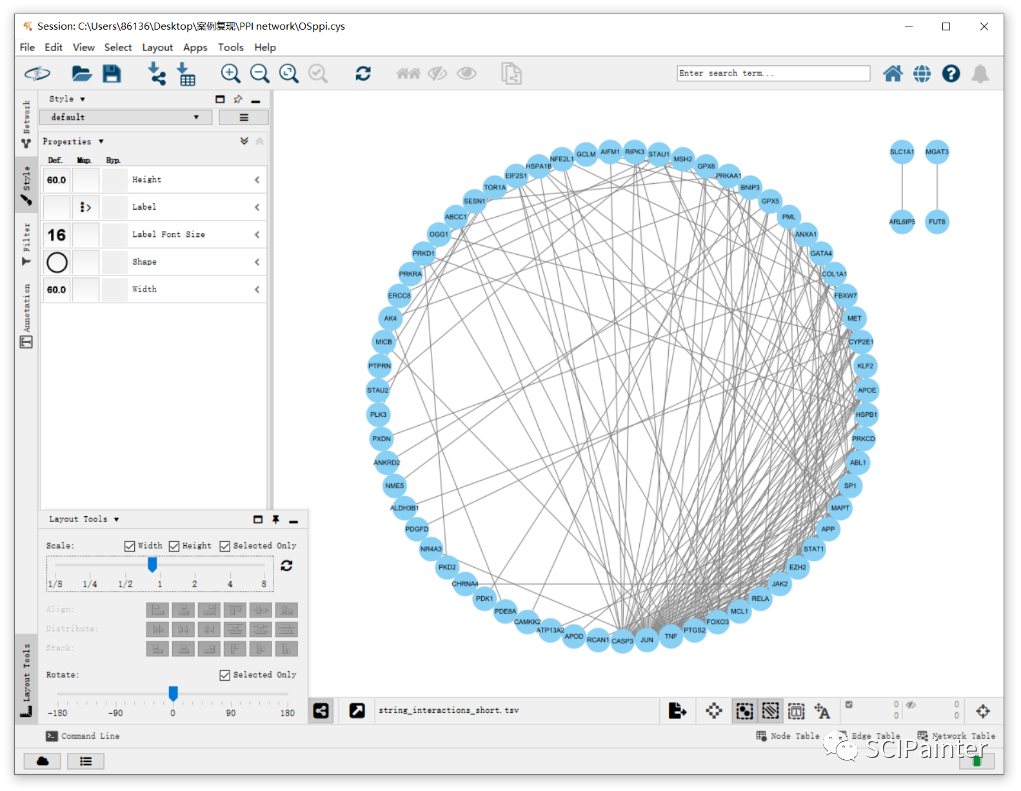 Session: C:\Users\86136\Desktop\案例复现\PPI network\OSppi.cys
File Edit View Select Layout Apps Tools Help
Enter search term...
Network
Style
Filter
Annotation
Layout Tools
Style
default
Properties
Def. Map. Byp.
60.0 Height
Label
16 Label Font Size
Shape
60.0 Width
Layout Tools
Scale: Width Height Selected Only
1/8 1/4 1/2 1 2 4 8
Align:
Distribute:
Stack:
Rotate: Selected Only
-180 -90 0 90 180
AIFM1
RIPK3
STAU1
MSH2
GPX6
PRKAA1
BNIP3
GPX5
PML
ANXA1
GATA4
COL1A1
FBXW7
MET
CYP2E1
KLF2
APOE
HSPB1
PRKCD
ABL1
SP1
MAPT
APP
STAT1
EZH2
JAK2
RELA
MCL1
FOXO3
PTGS2
TNF
JUN
CASP3
RCAN1
APOD
ATP13A2
CAMKK2
PDE8A
PDK1
CHRNA4
PKD2
NR4A3
PDGFD
ALDH3B1
NME5
ANKRD2
PXDN
PLK3
STAU2
PTPRN
MICB
AK4
ERCC8
PRKRA
PRKD1
OGG1
ABCC1
SESN1
TOR1A
EIF2S1
HSPA1B
NFE2L1
GCLM
SLC1A1
MGAT3
ARL6IP5
FUT8
string_interactions_short.tsv
0 0
0 0
Command Line
Node Table Edge Table Network Table
SCIPainter